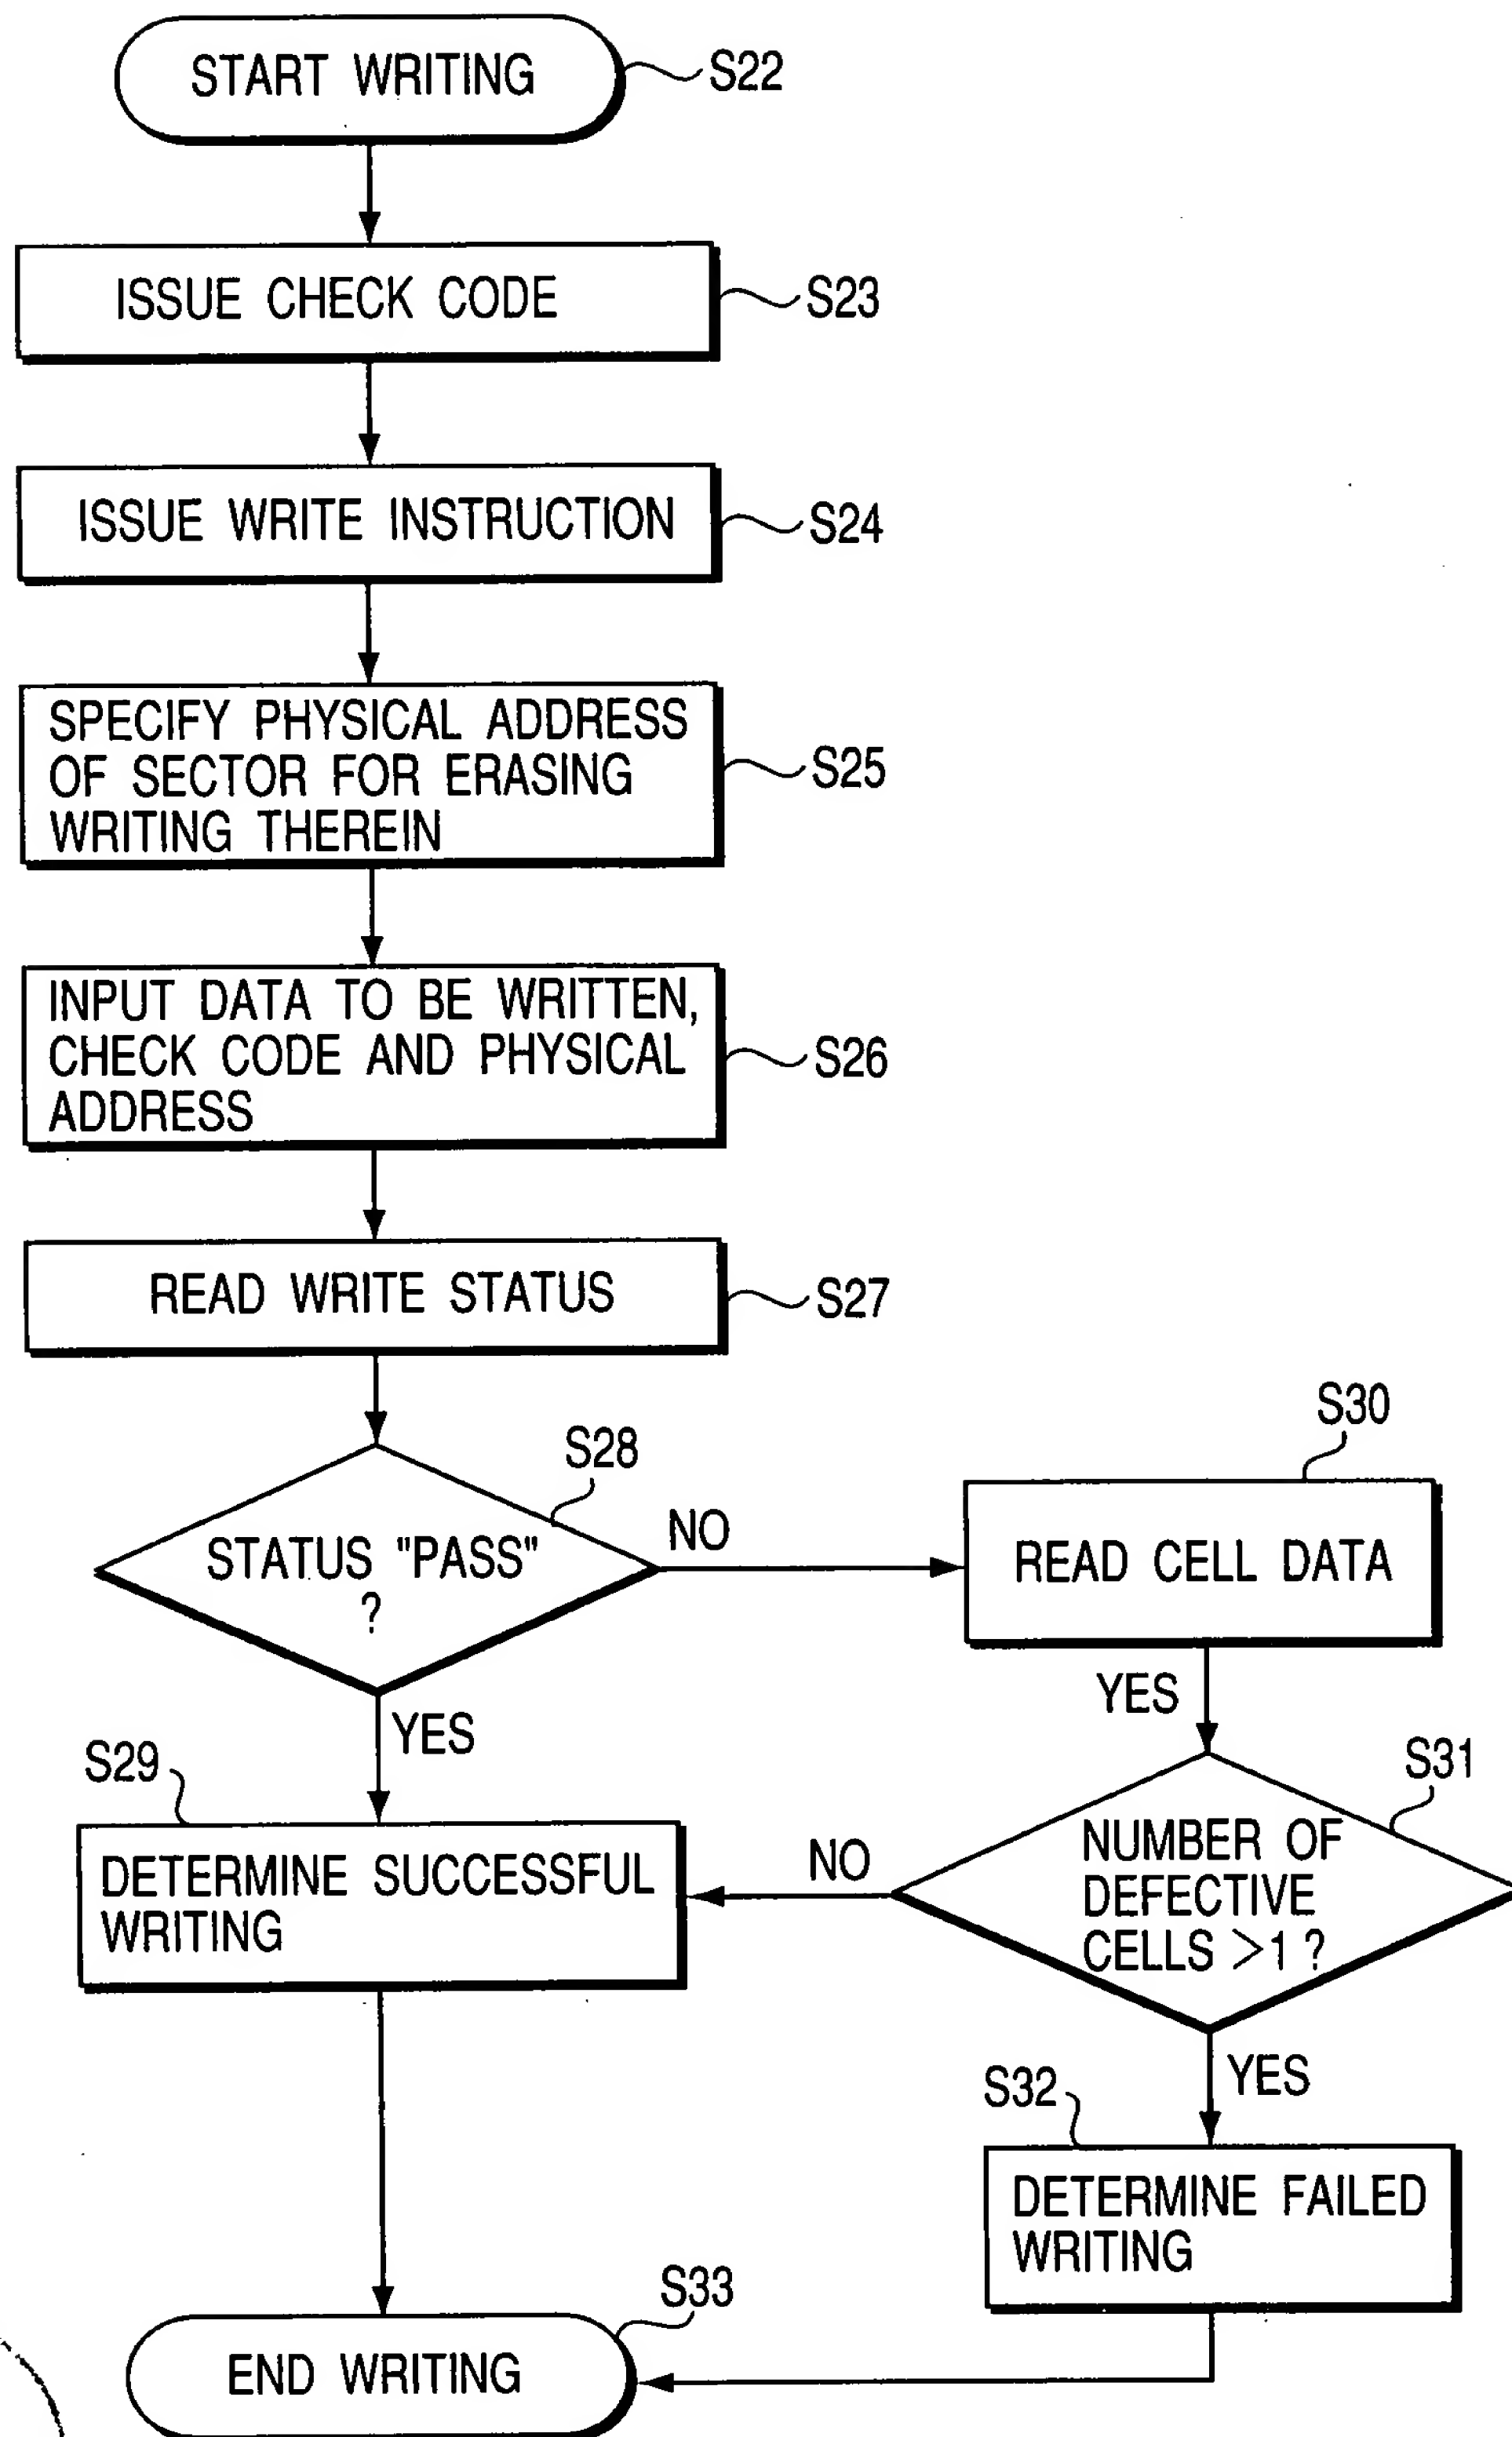 START WRITING
S22
ISSUE CHECK CODE
S23
ISSUE WRITE INSTRUCTION
S24
SPECIFY PHYSICAL ADDRESS
OF SECTOR FOR ERASING
WRITING THEREIN
S25
INPUT DATA TO BE WRITTEN,
CHECK CODE AND PHYSICAL
ADDRESS
S26
READ WRITE STATUS
S27
S28
STATUS "PASS"
?
NO
YES
S30
READ CELL DATA
YES
S29
DETERMINE SUCCESSFUL
WRITING
NO
S31
NUMBER OF
DEFECTIVE
CELLS >1 ?
YES
S32
DETERMINE FAILED
WRITING
S33
END WRITING